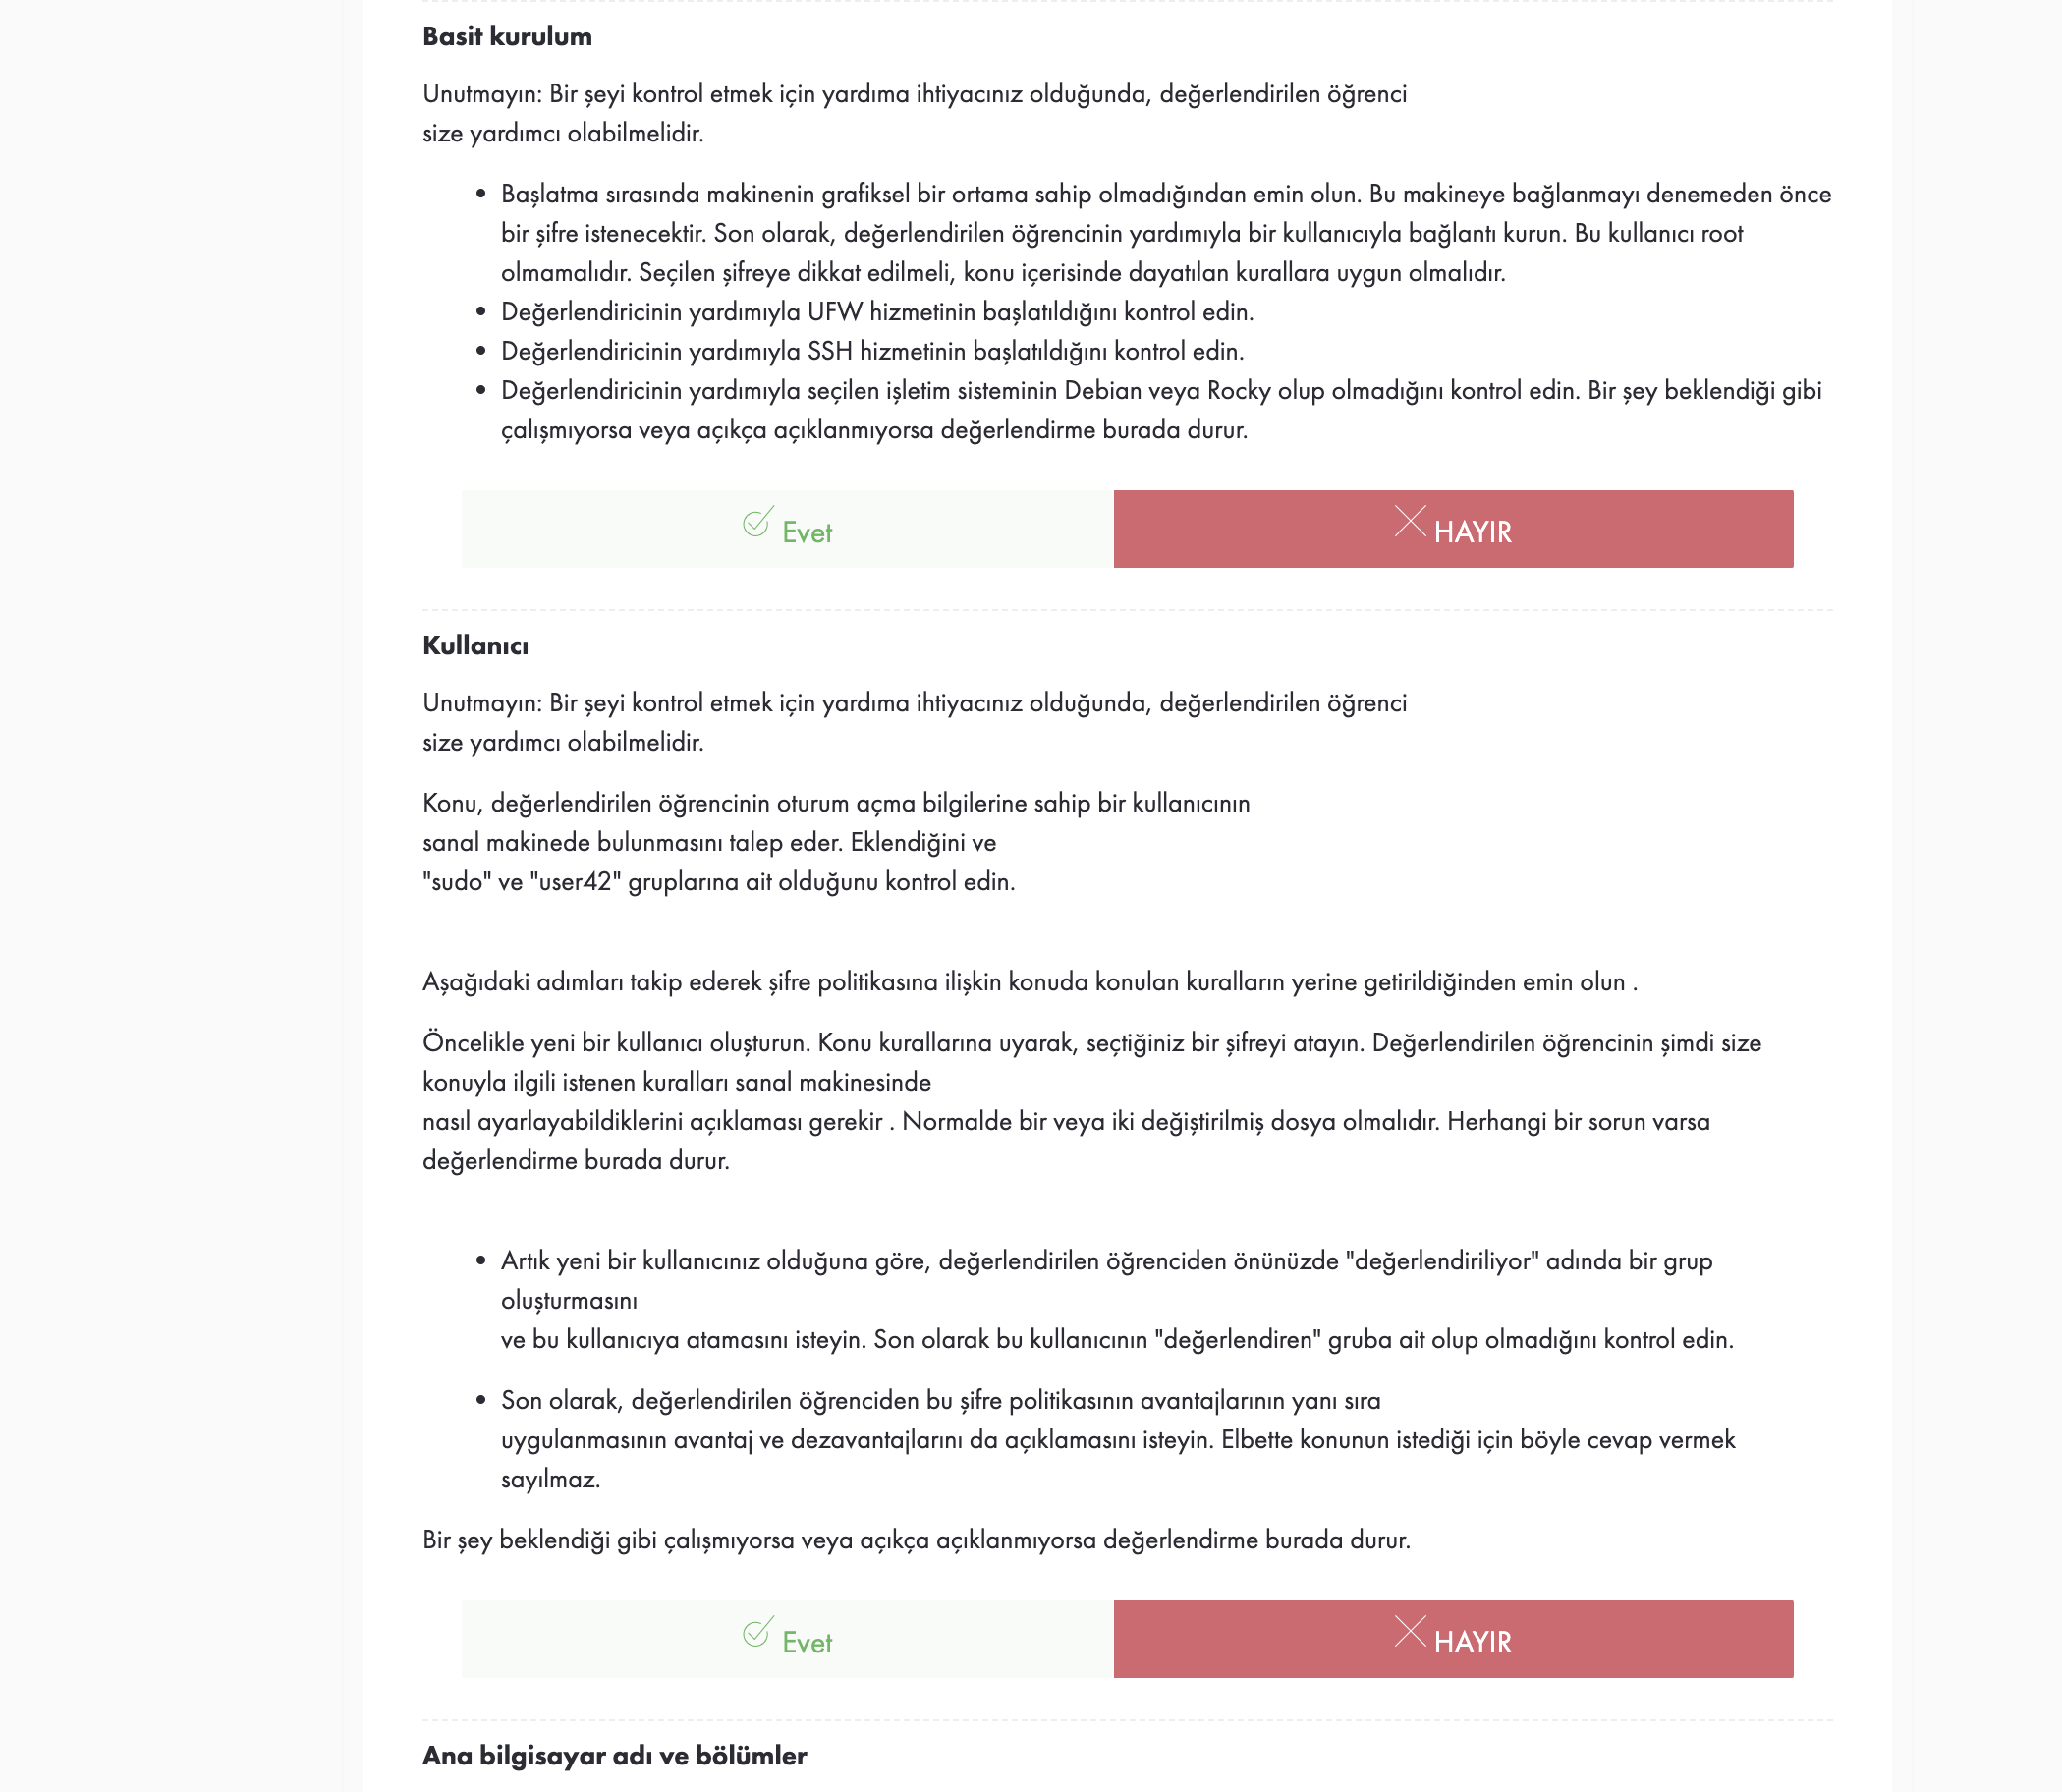 Basit kurulum
Unutmayın: Bir şeyi kontrol etmek için yardıma ihtiyacınız olduğunda, değerlendirilen öğrenci
size yardımcı olabilmelidir.
• Başlatma sırasında makinenin grafiksel bir ortama sahip olmadığından emin olun. Bu makineye bağlanmayı denemeden önce
bir şifre istenecektir. Son olarak, değerlendirilen öğrencinin yardımıyla bir kullanıcıyla bağlantı kurun. Bu kullanıcı root
olmamalıdır. Seçilen şifreye dikkat edilmeli, konu içerisinde dayatılan kurallara uygun olmalıdır.
• Değerlendiricinin yardımıyla UFW hizmetinin başlatıldığını kontrol edin.
• Değerlendiricinin yardımıyla SSH hizmetinin başlatıldığını kontrol edin.
• Değerlendiricinin yardımıyla seçilen işletim sisteminin Debian veya Rocky olup olmadığını kontrol edin. Bir şey beklendiği gibi
çalışmıyorsa veya açıkça açıklanmıyorsa değerlendirme burada durur.
Evet
HAYIR
Kullanıcı
Unutmayın: Bir şeyi kontrol etmek için yardıma ihtiyacınız olduğunda, değerlendirilen öğrenci
size yardımcı olabilmelidir.
Konu, değerlendirilen öğrencinin oturum açma bilgilerine sahip bir kullanıcının
sanal makinede bulunmasını talep eder. Eklendiğini ve
"sudo" ve "user42" gruplarına ait olduğunu kontrol edin.
Aşağıdaki adımları takip ederek şifre politikasına ilişkin konuda konulan kuralların yerine getirildiğinden emin olun .
Öncelikle yeni bir kullanıcı oluşturun. Konu kurallarına uyarak, seçtiğiniz bir şifreyi atayın. Değerlendirilen öğrencinin şimdi size
konuyla ilgili istenen kuralları sanal makinesinde
nasıl ayarlayabildiklerini açıklaması gerekir . Normalde bir veya iki değiştirilmiş dosya olmalıdır. Herhangi bir sorun varsa
değerlendirme burada durur.
• Artık yeni bir kullanıcınız olduğuna göre, değerlendirilen öğrenciden önünüzde "değerlendiriliyor" adında bir grup
oluşturmasını
ve bu kullanıcıya atamasını isteyin. Son olarak bu kullanıcının "değerlendiren" gruba ait olup olmadığını kontrol edin.
• Son olarak, değerlendirilen öğrenciden bu şifre politikasının avantajlarının yanı sıra
uygulanmasının avantaj ve dezavantajlarını da açıklamasını isteyin. Elbette konunun istediği için böyle cevap vermek
sayılmaz.
Bir şey beklendiği gibi çalışmıyorsa veya açıkça açıklanmıyorsa değerlendirme burada durur.
Evet
HAYIR
Ana bilgisayar adı ve bölümler